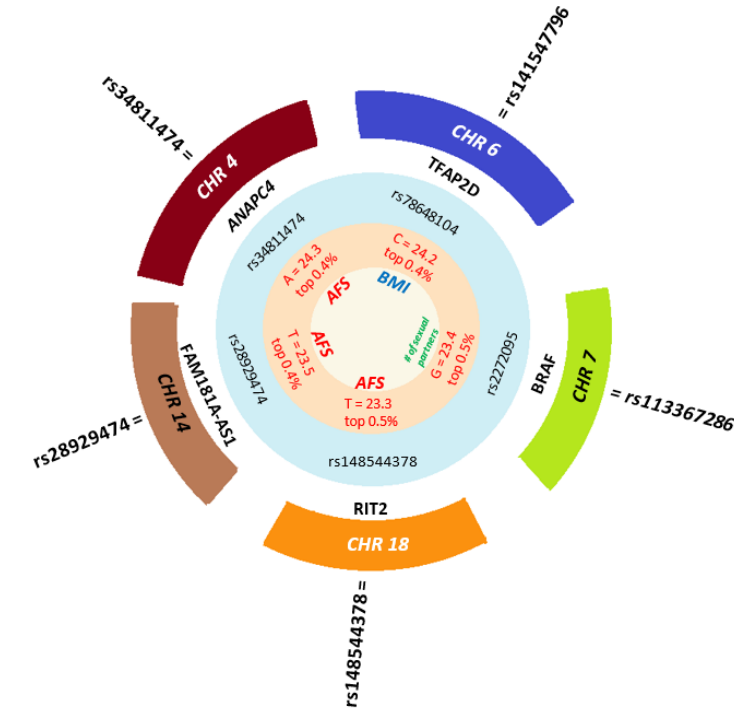 rs34811474 =
CHR 4
ANAPC4
rs34811474
A = 24.3
top 0.4%
AFS
= rs141547796
CHR 6
TFAP2D
rs78648104
C = 24.2
top 0.4%
BMI
= rs113367286
CHR 7
BRAF
rs2272095
G = 23.4
top 0.5%
# of sexual
partners
rs148544378 =
CHR 18
RIT2
rs148544378
T = 23.3
top 0.5%
AFS
rs28929474 =
CHR 14
FAM181A-AS1
rs28929474
T = 23.5
top 0.4%
AFS